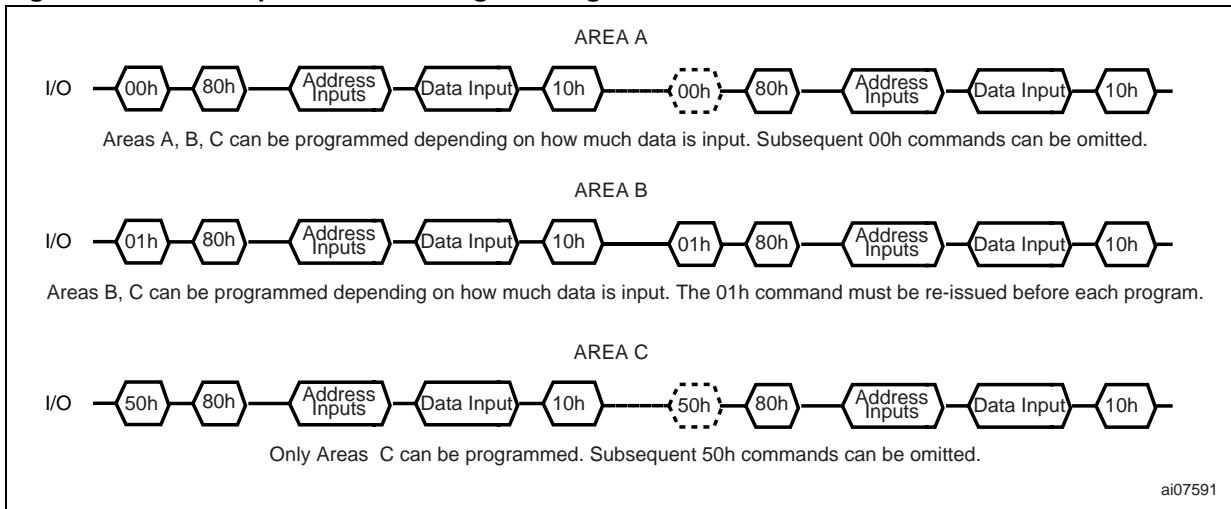 AREA A
I/O 00h 80h Address Inputs Data Input 10h 00h 80h Address Inputs Data Input 10h
Areas A, B, C can be programmed depending on how much data is input. Subsequent 00h commands can be omitted.
AREA B
I/O 01h 80h Address Inputs Data Input 10h 01h 80h Address Inputs Data Input 10h
Areas B, C can be programmed depending on how much data is input. The 01h command must be re-issued before each program.
AREA C
I/O 50h 80h Address Inputs Data Input 10h 50h 80h Address Inputs Data Input 10h
Only Areas C can be programmed. Subsequent 50h commands can be omitted.
ai07591